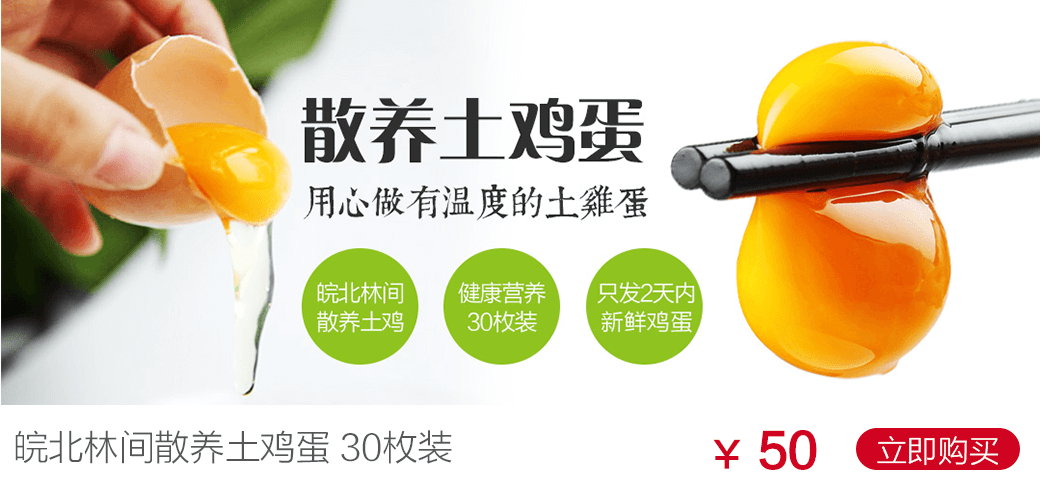 散养土鸡蛋
用心做有温度的土雞蛋
皖北林间
散养土鸡
健康营养
30枚装
只发2天内
新鲜鸡蛋
皖北林间散养土鸡蛋 30枚装
¥ 50
立即购买